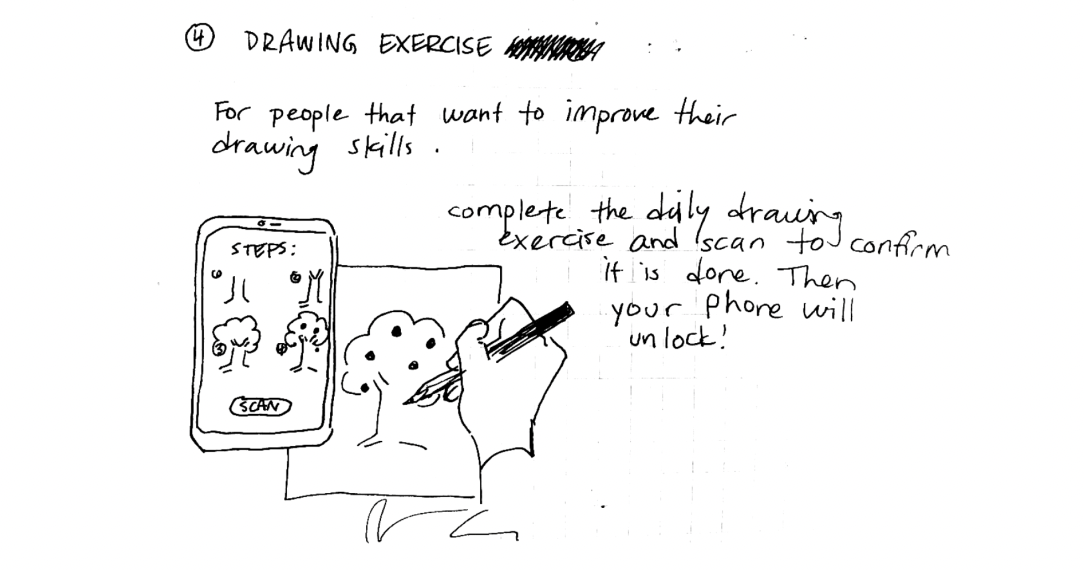 ④ DRAWING EXERCISE
For people that want to improve their
drawing skills.
complete the daily drawing
exercise and scan to confirm
it is done. Then
your phone will
unlock!
STEPS:
① ②
③ ④
SCAN